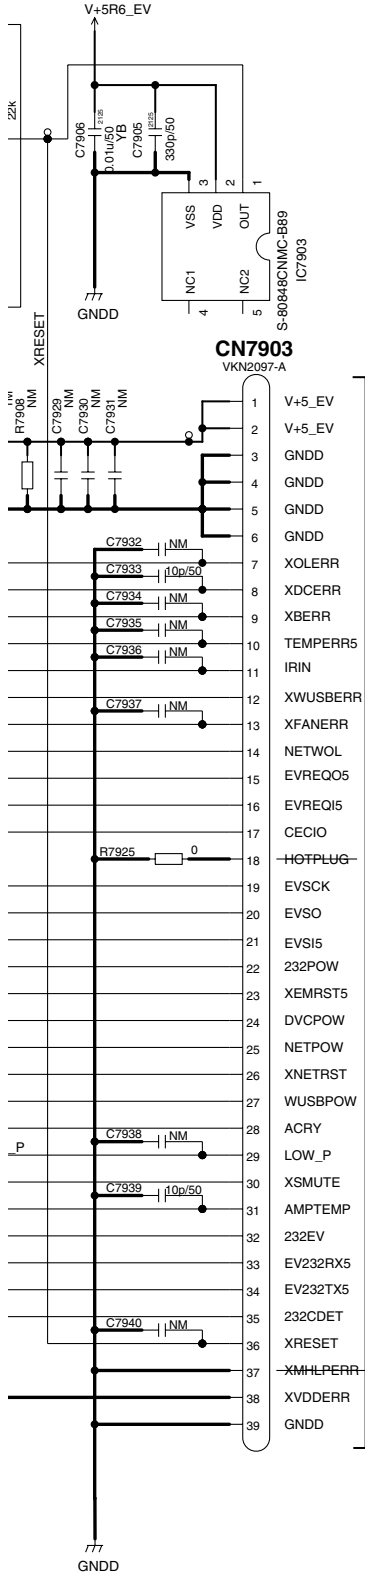 V+5R6_EV
22k
C7906
0.01u/50
2125
YB
C7905
330p/50
2125
3
2
1
VSS
VDD
OUT
NC1
NC2
4
5
S-80848CNMC-B89
IC7903
GNDD
XRESET
CN7903
VKN2097-A
NM
R7908
NM
C7929
NM
C7930
NM
C7931
NM
1 V+5_EV
2 V+5_EV
3 GNDD
4 GNDD
5 GNDD
6 GNDD
C7932 NM
7 XOLERR
C7933 10p/50
8 XDCERR
C7934 NM
9 XBERR
C7935 NM
10 TEMPERR5
C7936 NM
11 IRIN
12 XWUSBERR
C7937 NM
13 XFANERR
14 NETWOL
15 EVREQO5
16 EVREQI5
17 CECIO
R7925 0
18 HOTPLUG
19 EVSCK
20 EVSO
21 EVSI5
22 232POW
23 XEMRST5
24 DVCPOW
25 NETPOW
26 XNETRST
27 WUSBPOW
28 ACRY
_P
C7938 NM
29 LOW_P
30 XSMUTE
C7939 10p/50
31 AMPTEMP
32 232EV
33 EV232RX5
34 EV232TX5
35 232CDET
C7940 NM
36 XRESET
37 XMHLPERR
38 XVDDERR
39 GNDD
GNDD